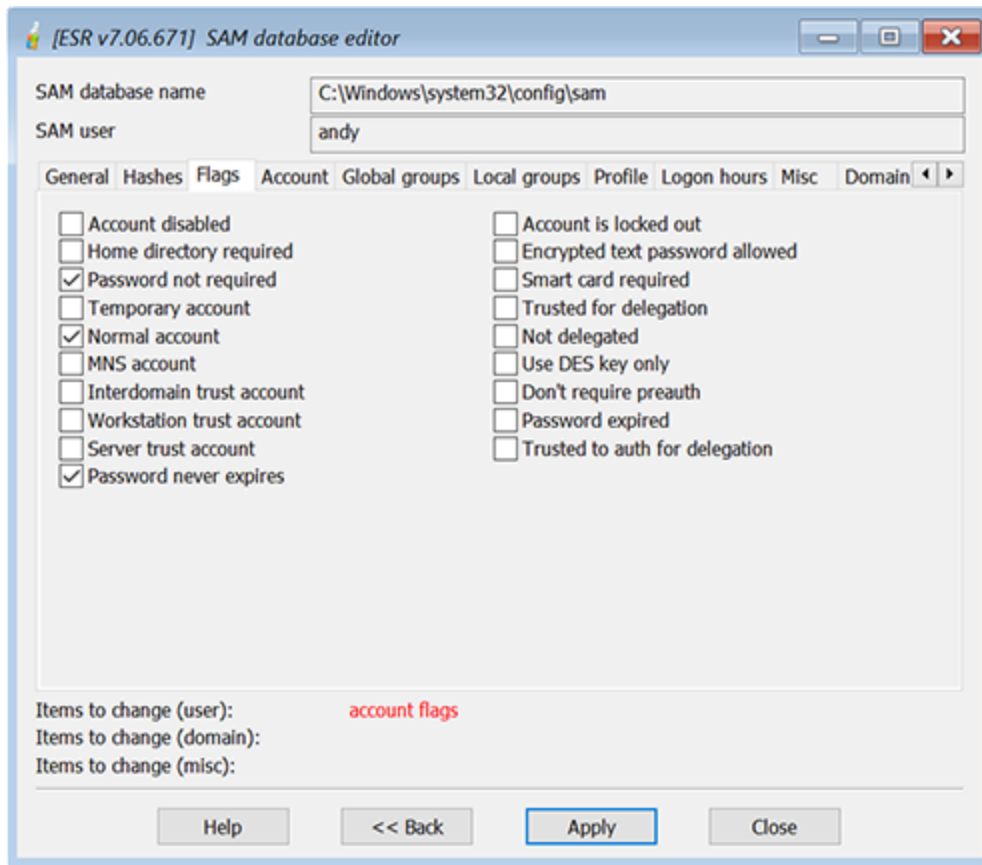 [ESR v7.06.671] SAM database editor
SAM database name
C:\Windows\system32\config\sam
SAM user
andy
General Hashes Flags Account Global groups Local groups Profile Logon hours Misc Domain
Account disabled
Home directory required
Password not required
Temporary account
Normal account
MNS account
Interdomain trust account
Workstation trust account
Server trust account
Password never expires
Account is locked out
Encrypted text password allowed
Smart card required
Trusted for delegation
Not delegated
Use DES key only
Don't require preauth
Password expired
Trusted to auth for delegation
Items to change (user): account flags
Items to change (domain):
Items to change (misc):
Help << Back Apply Close